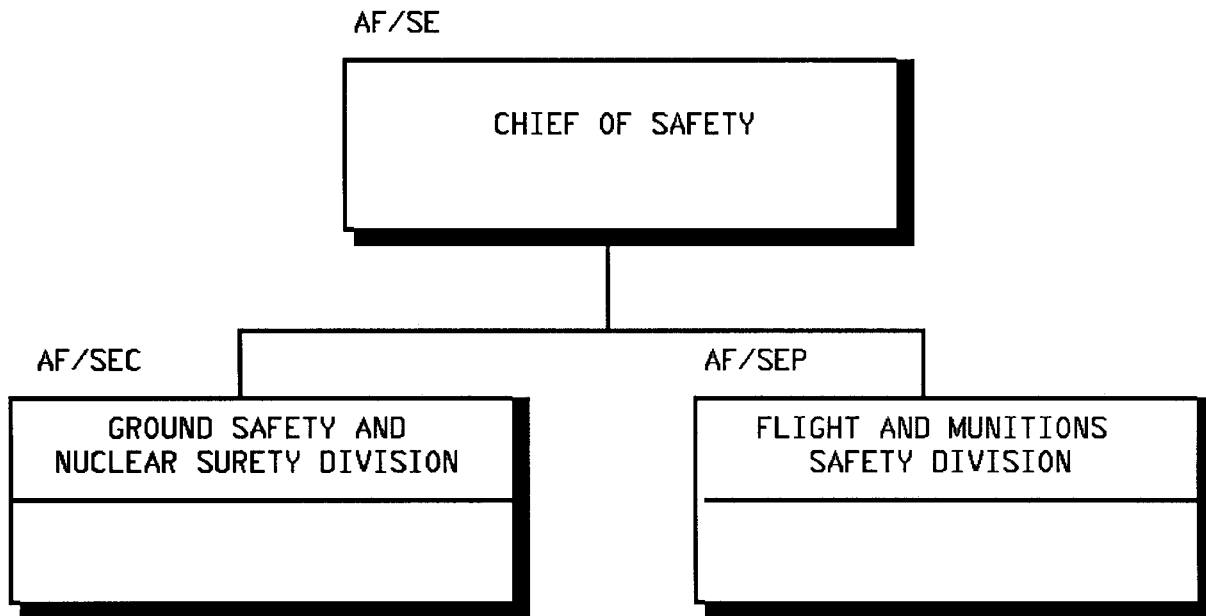 AF/SE
CHIEF OF SAFETY
AF/SEC
GROUND SAFETY AND
NUCLEAR SURETY DIVISION
AF/SEP
FLIGHT AND MUNITIONS
SAFETY DIVISION